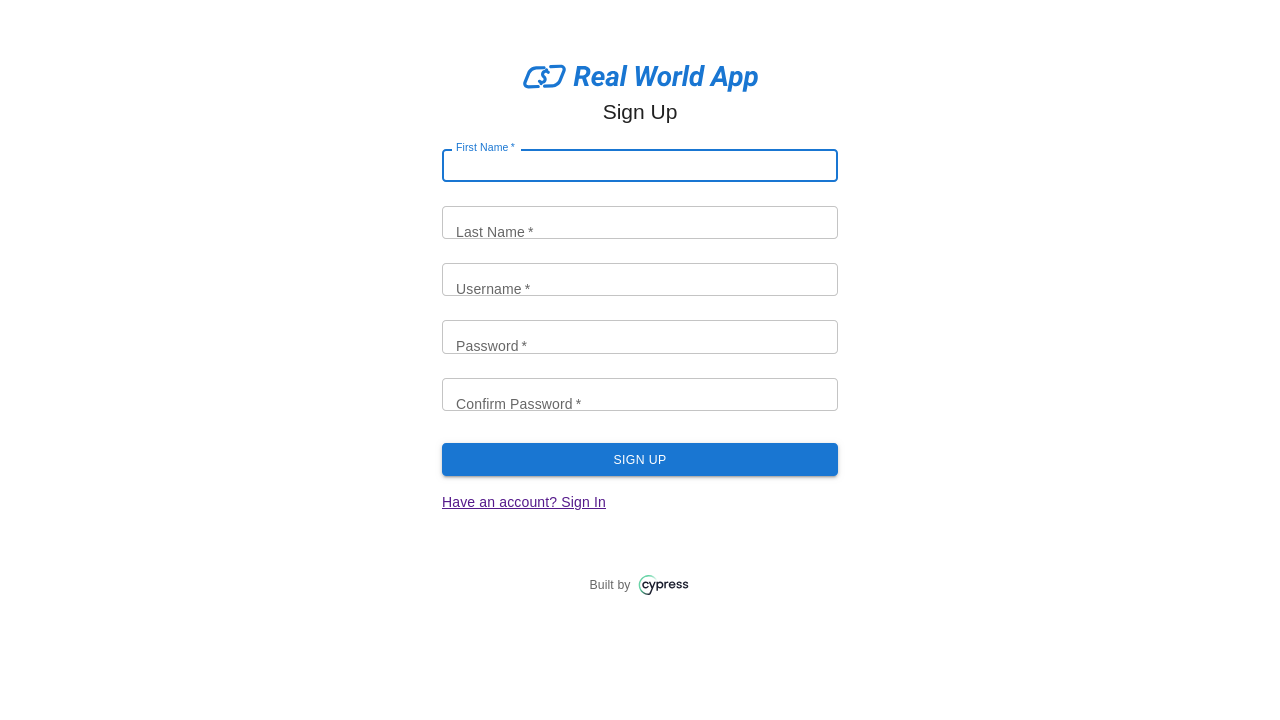 Real World App
Sign Up
First Name *
Last Name *
Username *
Password *
Confirm Password *
SIGN UP
Have an account? Sign In
Built by cypress